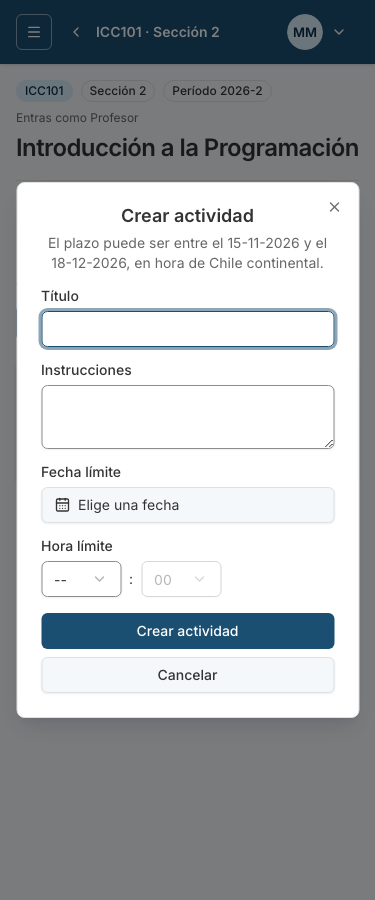 ICC101 · Sección 2
MM
ICC101
Sección 2
Período 2026-2
Entras como Profesor
Introducción a la Programación
Crear actividad
El plazo puede ser entre el 15-11-2026 y el
18-12-2026, en hora de Chile continental.
Título
Instrucciones
Fecha límite
Elige una fecha
Hora límite
-- : 00
Crear actividad
Cancelar